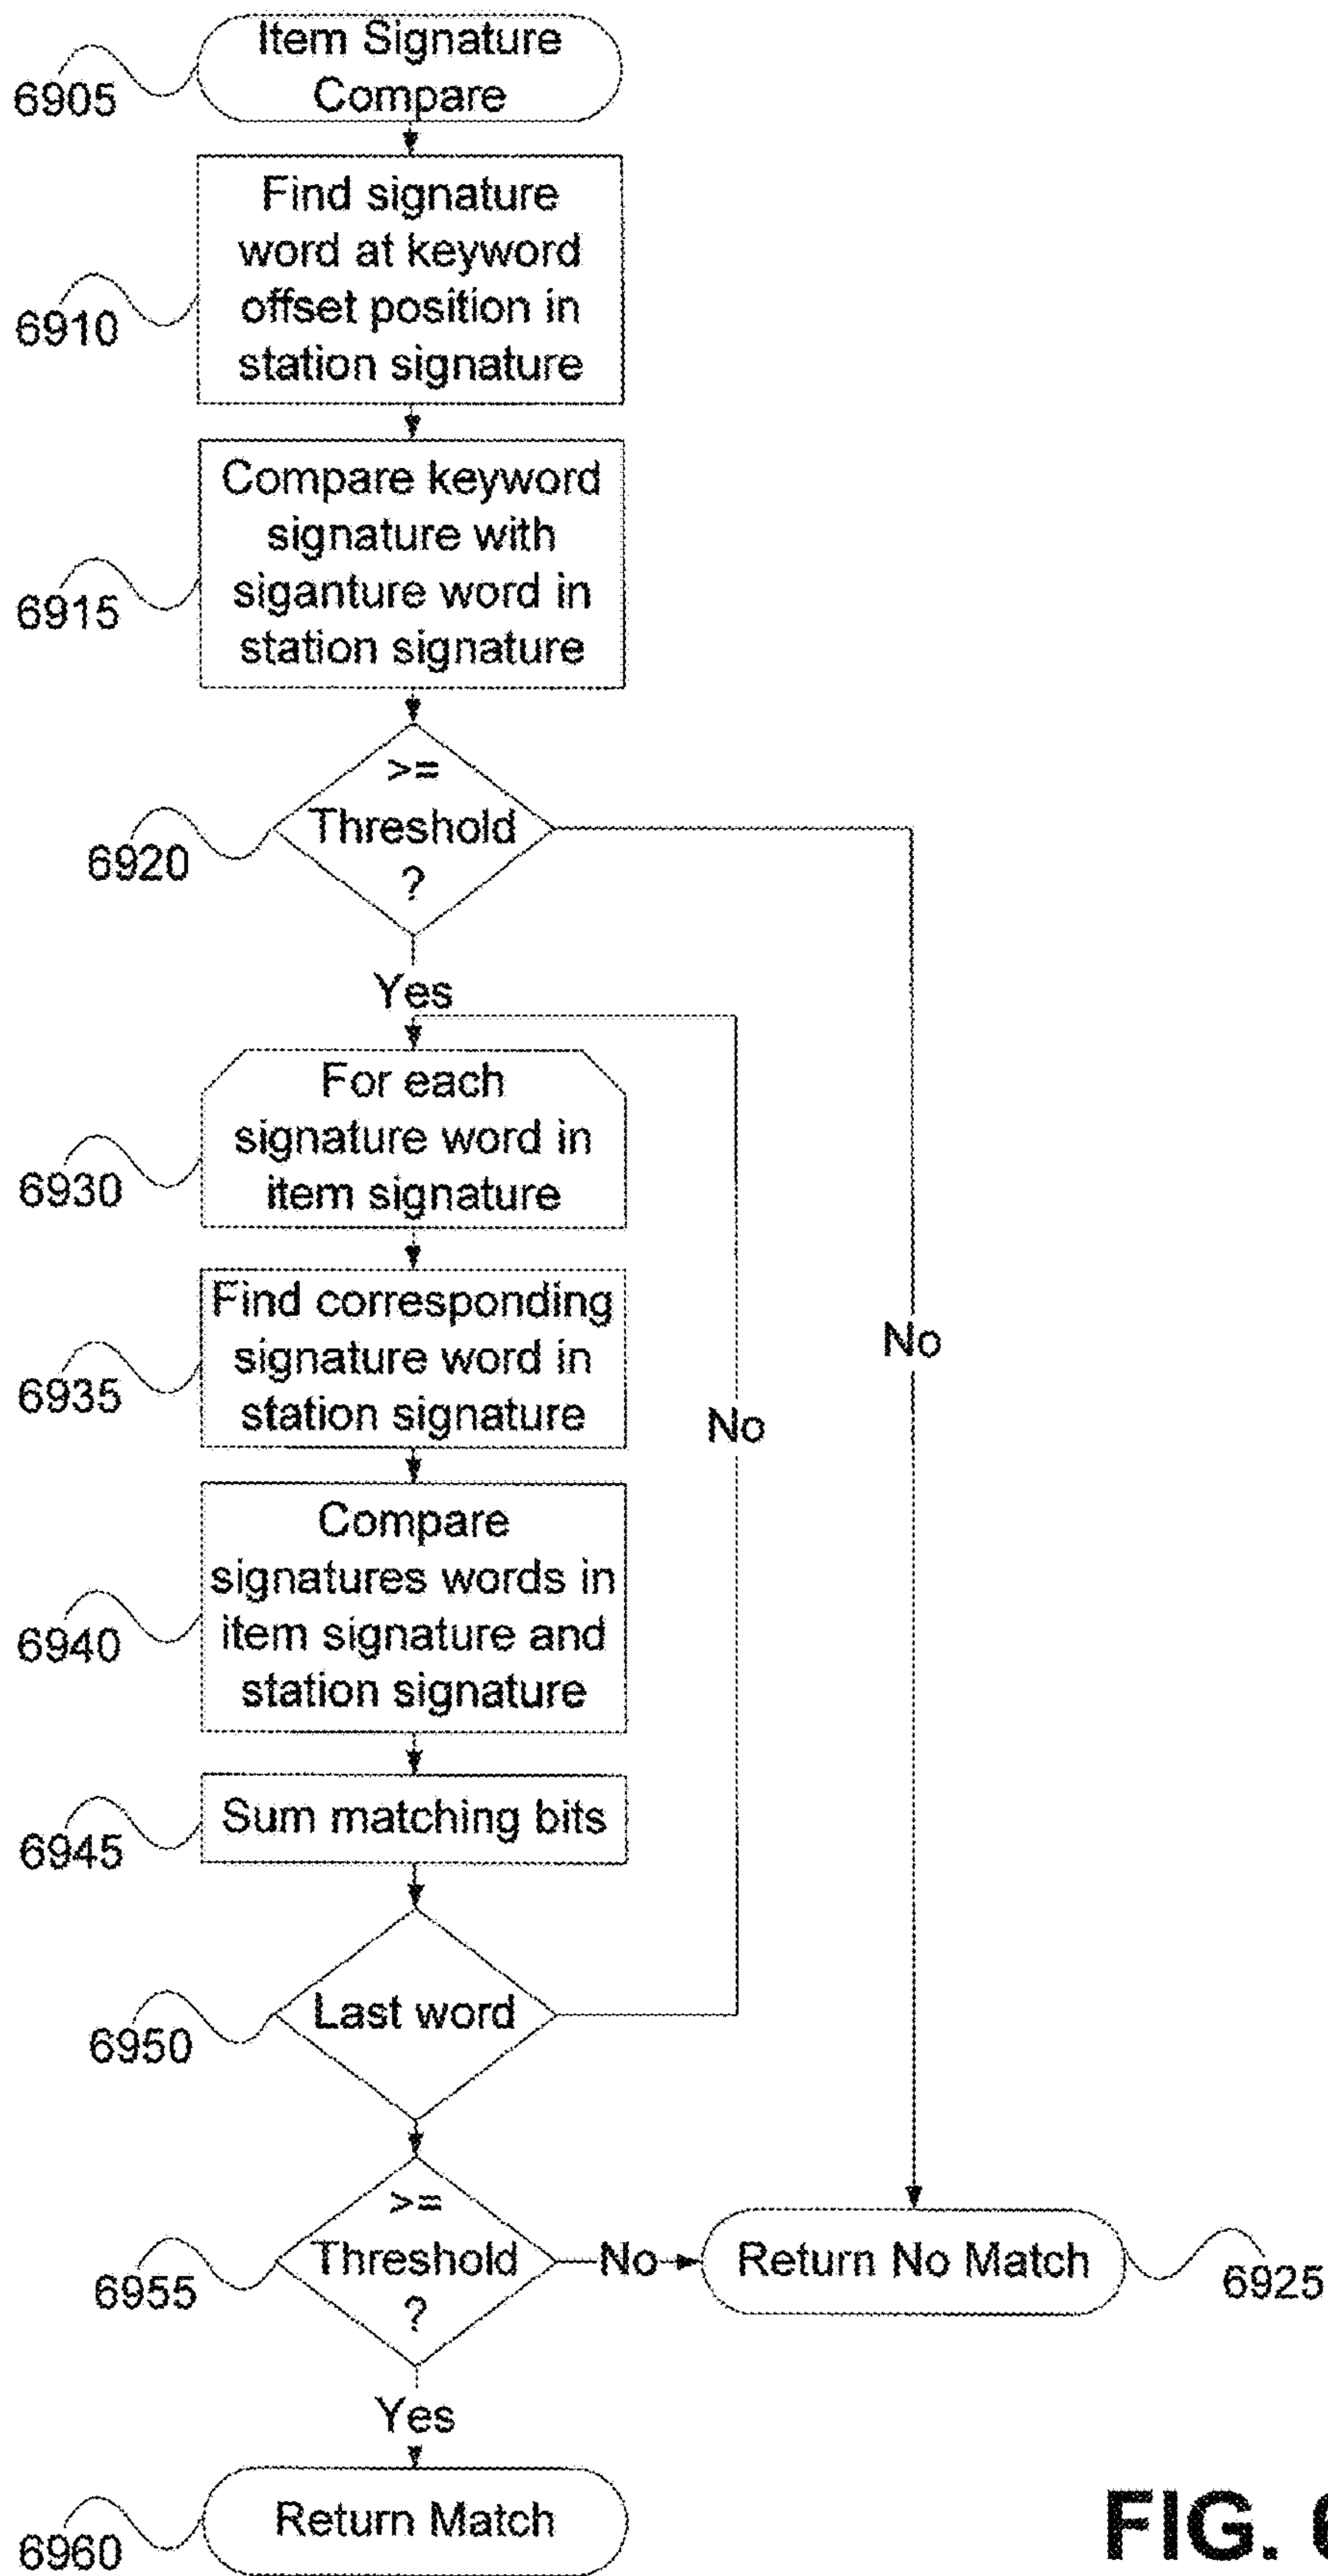 Item Signature
Compare
6905
Find signature
word at keyword
offset position in
station signature
6910
Compare keyword
signature with
siganture word in
station signature
6915
>=
Threshold
?
6920
Yes
No
For each
signature word in
item signature
6930
Find corresponding
signature word in
station signature
6935
No
Compare
signatures words in
item signature and
station signature
6940
Sum matching bits
6945
Last word
6950
>=
Threshold
?
6955
No
Return No Match
6925
Yes
Return Match
6960
FIG.